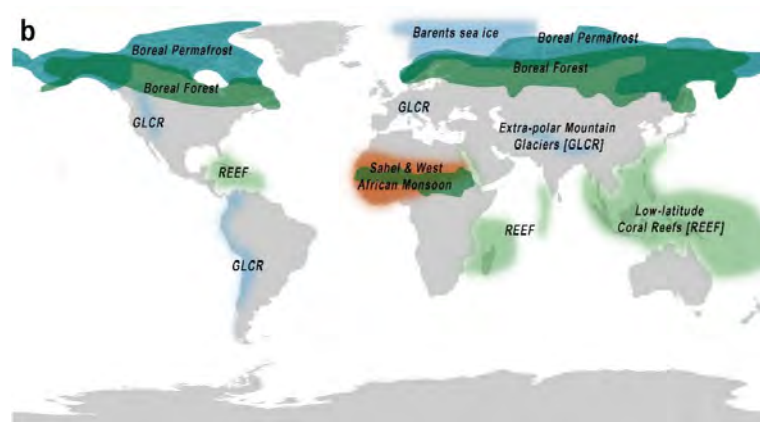 b
Boreal Permafrost
Barents sea ice
Boreal Permafrost
Boreal Forest
Boreal Forest
GLCR
GLCR
Extra-polar Mountain
Glaciers [GLCR]
REEF
Sahel & West
African Monsoon
REEF
Low-latitude
Coral Reefs [REEF]
GLCR